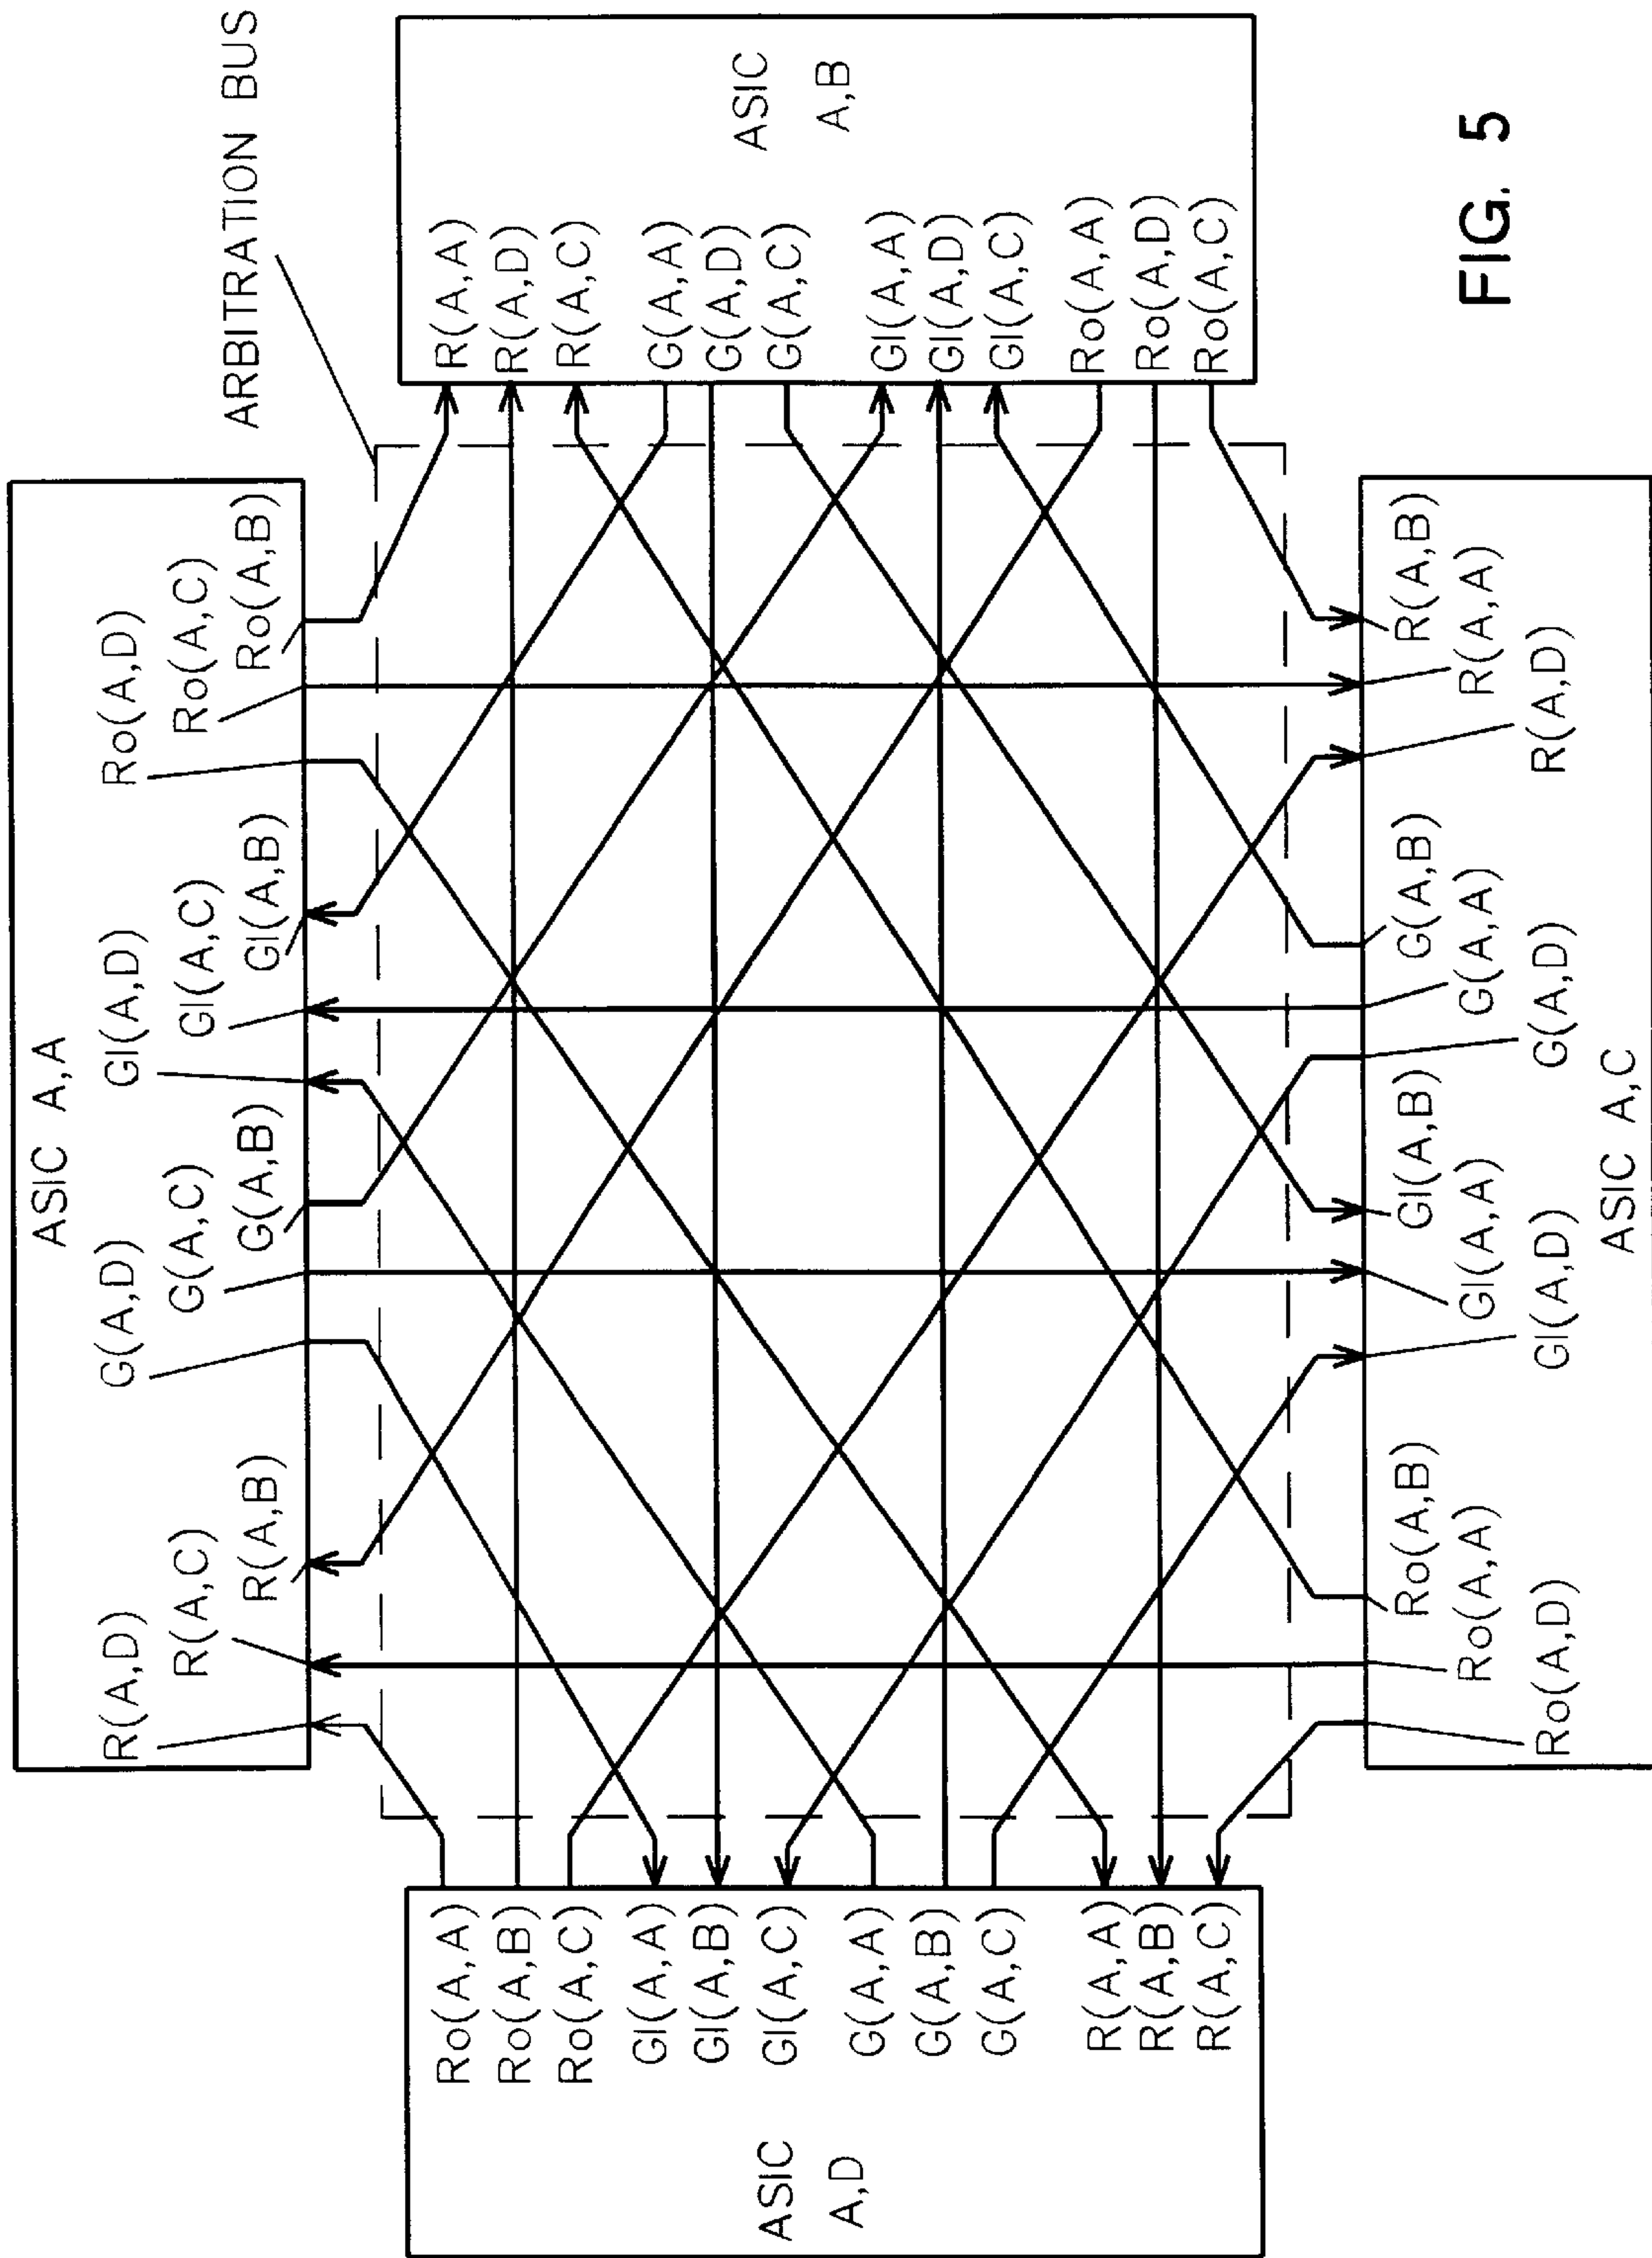 ARBITRATION BUS
ASIC A,A
R(A,D)
R(A,C)
R(A,B)
G(A,D)
G(A,C)
G(A,B)
GI(A,D)
GI(A,C)
GI(A,B)
Ro(A,D)
Ro(A,C)
Ro(A,B)
ASIC
A,D
Ro(A,A)
Ro(A,B)
Ro(A,C)
GI(A,A)
GI(A,B)
GI(A,C)
G(A,A)
G(A,B)
G(A,C)
R(A,A)
R(A,B)
R(A,C)
ASIC
A,B
R(A,A)
R(A,D)
R(A,C)
G(A,A)
G(A,D)
G(A,C)
GI(A,A)
GI(A,D)
GI(A,C)
Ro(A,A)
Ro(A,D)
Ro(A,C)
Ro(A,B)
Ro(A,A)
Ro(A,D)
GI(A,B)
GI(A,A)
GI(A,D)
G(A,B)
G(A,A)
G(A,D)
R(A,B)
R(A,A)
R(A,D)
ASIC A,C
FIG. 5